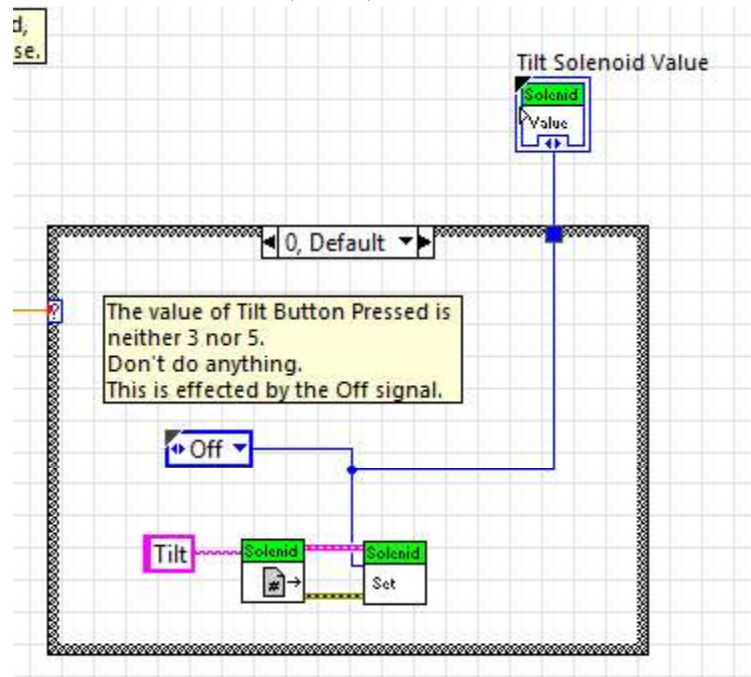 d,
se.
Tilt Solenoid Value
Solenid
Value
0, Default
?
The value of Tilt Button Pressed is
neither 3 nor 5.
Don't do anything.
This is effected by the Off signal.
Off
Tilt
Solenid
#
Solenid
Set